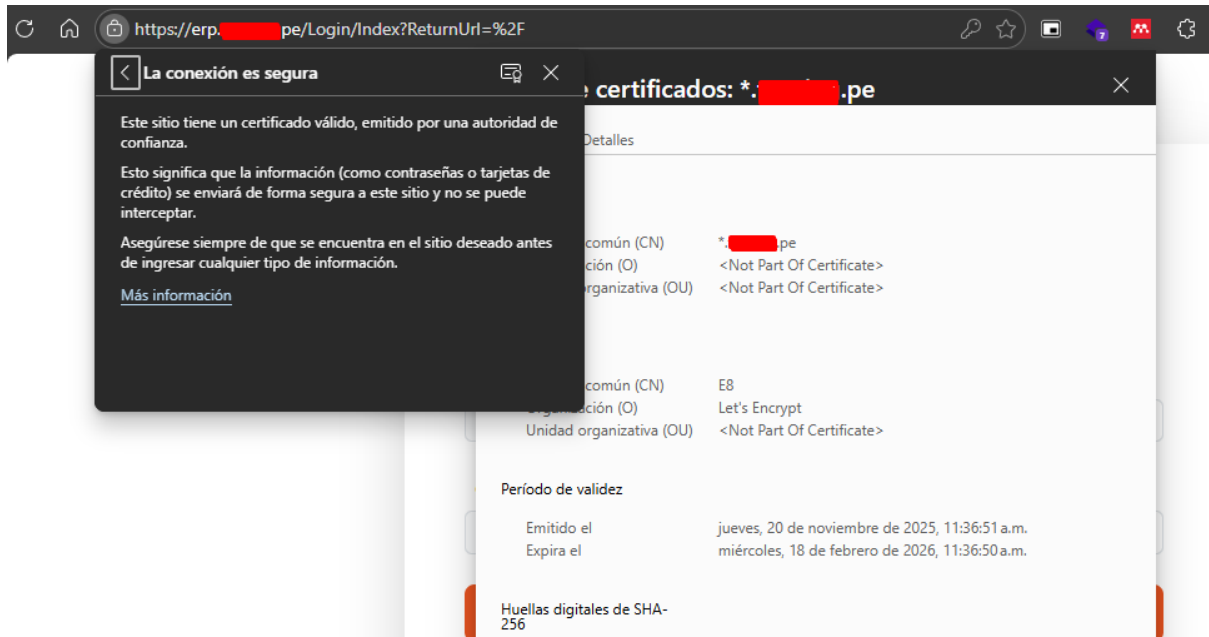 https://erp. pe/Login/Index?ReturnUrl=%2F
7
La conexión es segura
Este sitio tiene un certificado válido, emitido por una autoridad de
confianza.
Esto significa que la información (como contraseñas o tarjetas de
crédito) se enviará de forma segura a este sitio y no se puede
interceptar.
Asegúrese siempre de que se encuentra en el sitio deseado antes
de ingresar cualquier tipo de información.
Más información
certificados: *. .pe
Detalles
común (CN) *. .pe
ción (O) <Not Part Of Certificate>
rganizativa (OU) <Not Part Of Certificate>
común (CN) E8
Organización (O) Let's Encrypt
Unidad organizativa (OU) <Not Part Of Certificate>
Período de validez
Emitido el jueves, 20 de noviembre de 2025, 11:36:51 a.m.
Expira el miércoles, 18 de febrero de 2026, 11:36:50 a.m.
Huellas digitales de SHA-
256